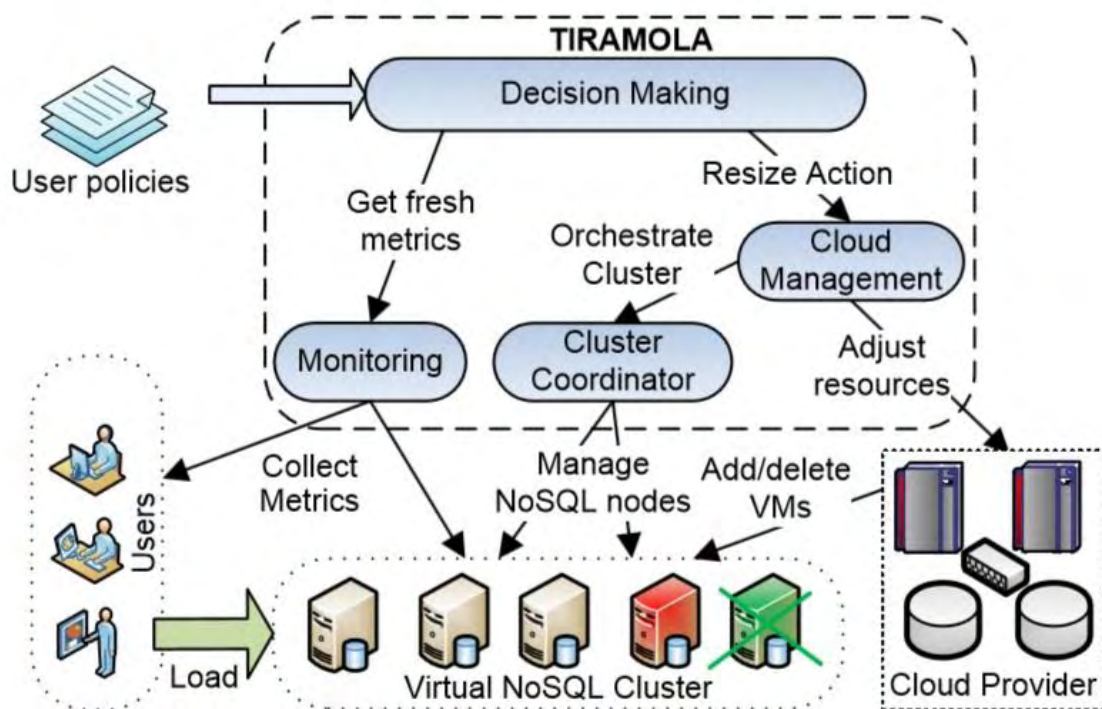 TIRAMOLA
Decision Making
User policies
Resize Action
Get fresh
metrics
Orchestrate
Cluster
Cloud
Management
Monitoring
Cluster
Coordinator
Adjust
resources
Collect
Metrics
Manage
NoSQL nodes
Add/delete
VMs
Users
Load
Virtual NoSQL Cluster
Cloud Provider